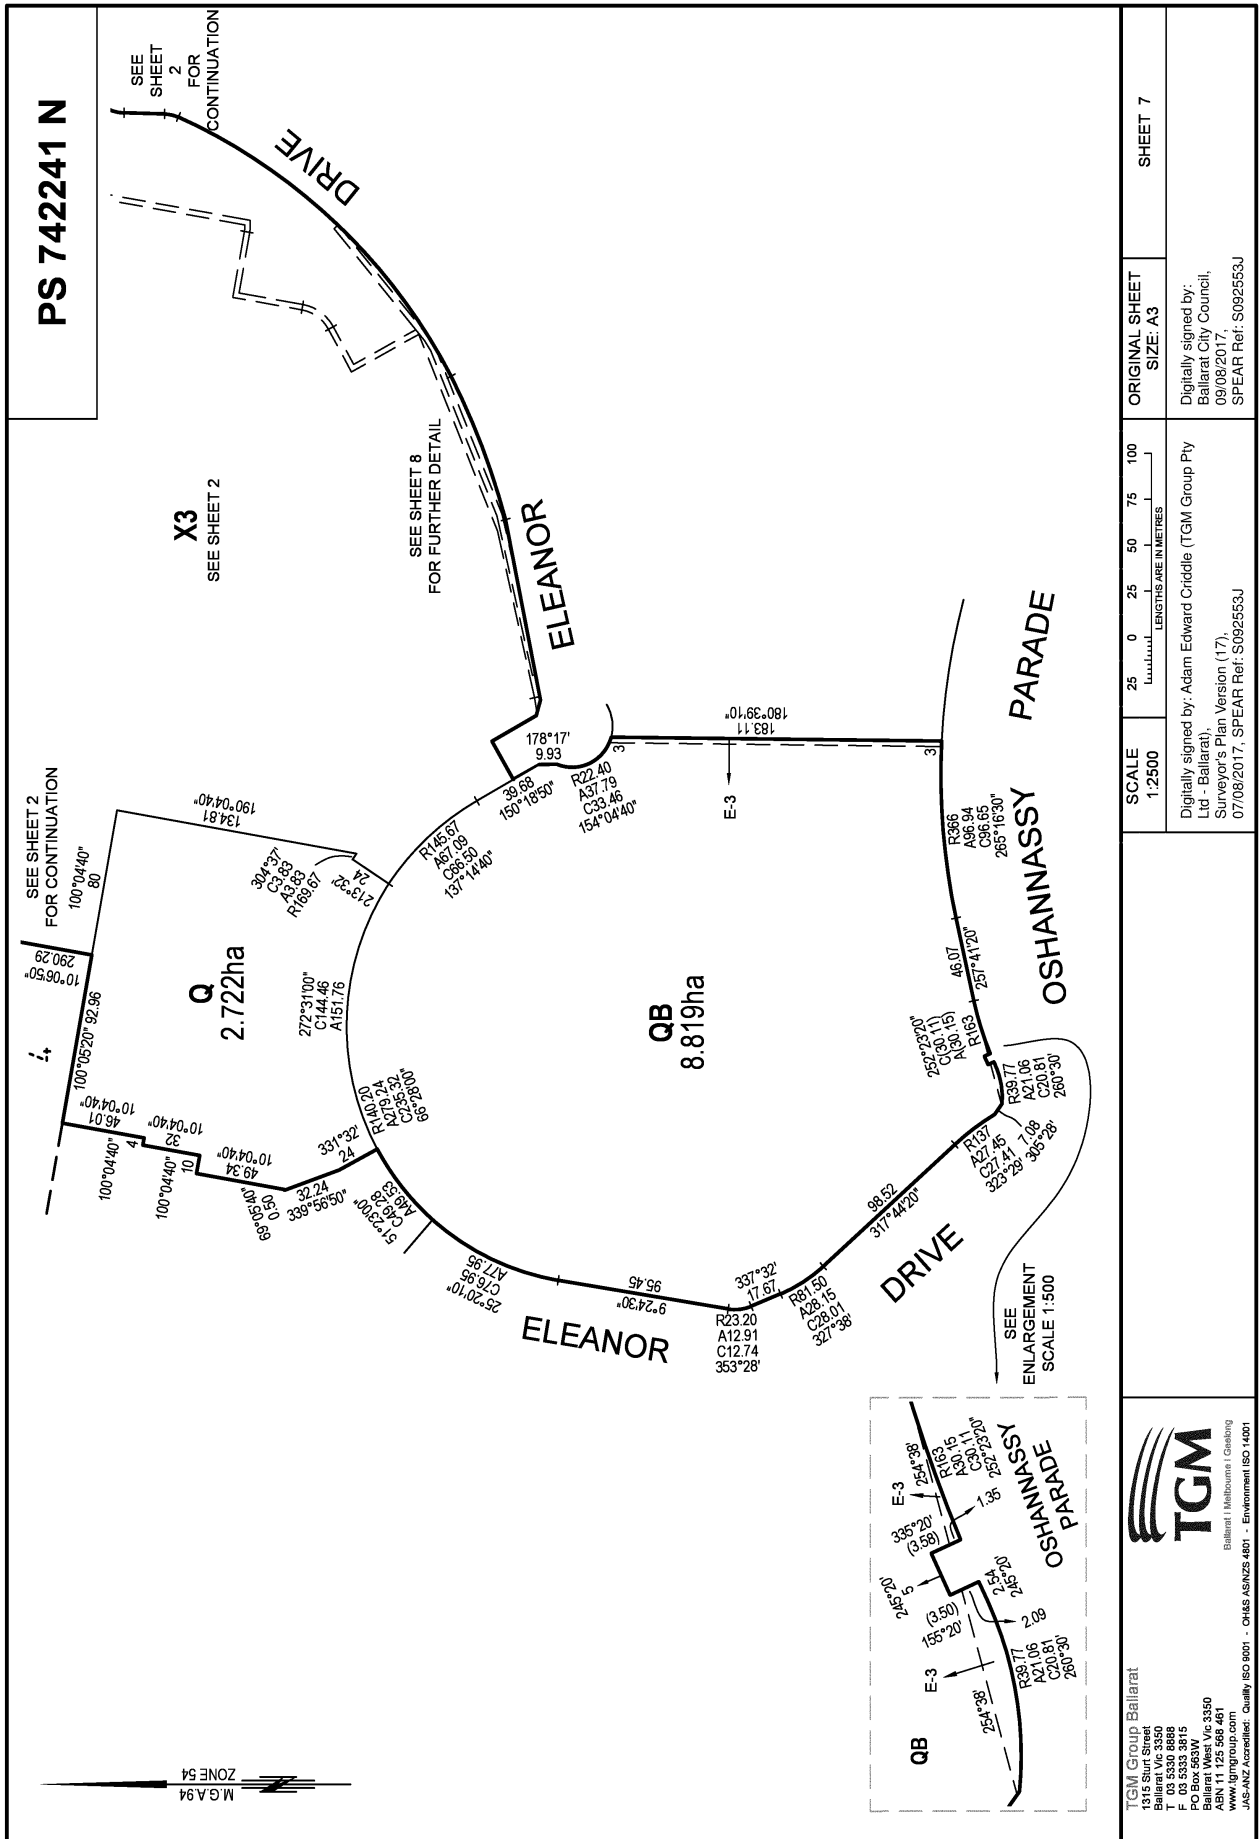 PS 742241 N
SEE
SHEET
2
FOR
CONTINUATION
DRIVE
X3
SEE SHEET 2
SEE SHEET 8
FOR FURTHER DETAIL
ELEANOR
SEE SHEET 2
FOR CONTINUATION
100°04'40"
80
290.29
10°06'50"
100°05'20" 92.96
134.81
190°04'40"
304°37'
C3.83
A3.83
R169.67
24
213°32'
Q
2.722ha
272°31'00"
C144.46
A151.76
46.01
10°04'40"
100°04'40"
4
32
10°04'40"
100°04'40"
10
49.34
10°04'40"
69°05'40"
0.50
32.24
339°56'50"
331°32'
24
R140.20
A279.24
C235.32
66°28'00"
A49.53
C49.28
51°23'00"
A77.95
C76.95
25°20'10"
95.45
9°24'30"
ELEANOR
R145.67
A67.09
C66.50
137°14'40"
39.68
150°18'50"
178°17'
9.93
R22.40
A37.79
C33.46
154°04'40"
3
183.11
180°39'10"
E-3
3
QB
8.819ha
R366
A96.94
C96.65
265°16'30"
46.07
257°41'20"
252°23'20"
C(30.11)
A(30.15)
R163
OSHANNASSY
PARADE
R39.77
A21.06
C20.81
260°30'
7.08
305°28'
R137
A27.45
C27.41
323°29'
98.52
317°44'20"
DRIVE
R81.50
A28.15
C28.01
327°38'
337°32'
17.67
R23.20
A12.91
C12.74
353°28'
SEE
ENLARGEMENT
SCALE 1:500
QB
E-3
254°38'
R163
A30.15
C30.11
252°23'20"
1.35
335°20'
(3.58)
245°20'
5
(3.50)
155°20'
2.54
245°20'
2.09
E-3
254°38'
R39.77
A21.06
C20.81
260°30'
OSHANNASSY
PARADE
M.G.A.94
ZONE 54
TGM Group Ballarat
1315 Sturt Street
Ballarat Vic 3350
T 03 5330 8888
F 03 5333 3815
PO Box 563W
Ballarat West Vic 3350
ABN 11 125 568 461
www.tgmgroup.com
JAS-ANZ Accredited: Quality ISO 9001 - OH&S AS/NZS 4801 - Environment ISO 14001
TGM
Ballarat | Melbourne | Geelong
SCALE
1:2500
25 0 25 50 75 100
LENGTHS ARE IN METRES
ORIGINAL SHEET
SIZE: A3
SHEET 7
Digitally signed by: Adam Edward Criddle (TGM Group Pty
Ltd - Ballarat),
Surveyor's Plan Version (17),
07/08/2017, SPEAR Ref: S092553J
Digitally signed by:
Ballarat City Council,
09/08/2017,
SPEAR Ref: S092553J